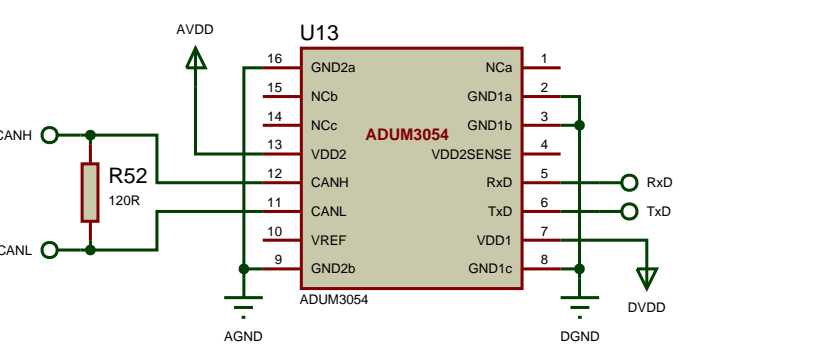 AVDD
U13
16 GND2a NCa 1
15 NCb GND1a 2
14 NCc GND1b 3
ADUM3054
13 VDD2 VDD2SENSE 4
CANH
12 CANH RxD 5 RxD
R52
120R
11 CANL TxD 6 TxD
10 VREF VDD1 7
CANL
9 GND2b GND1c 8
ADUM3054
DVDD
AGND
DGND